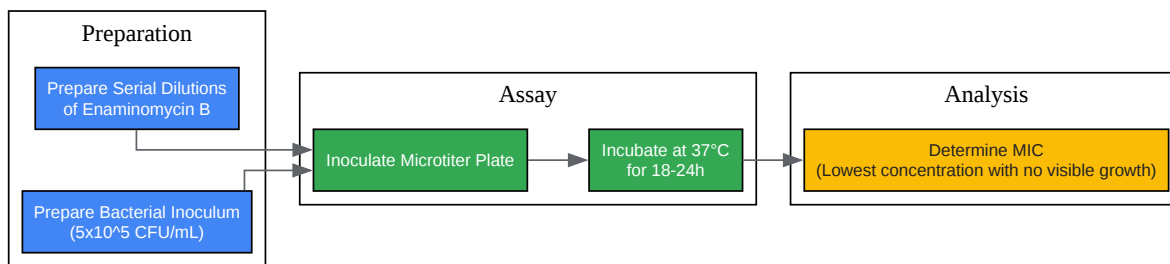 Preparation
Prepare Serial Dilutions
of Enaminomycin B
Prepare Bacterial Inoculum
(5x10^5 CFU/mL)
Assay
Inoculate Microtiter Plate
Incubate at 37°C
for 18-24h
Analysis
Determine MIC
(Lowest concentration with no visible growth)